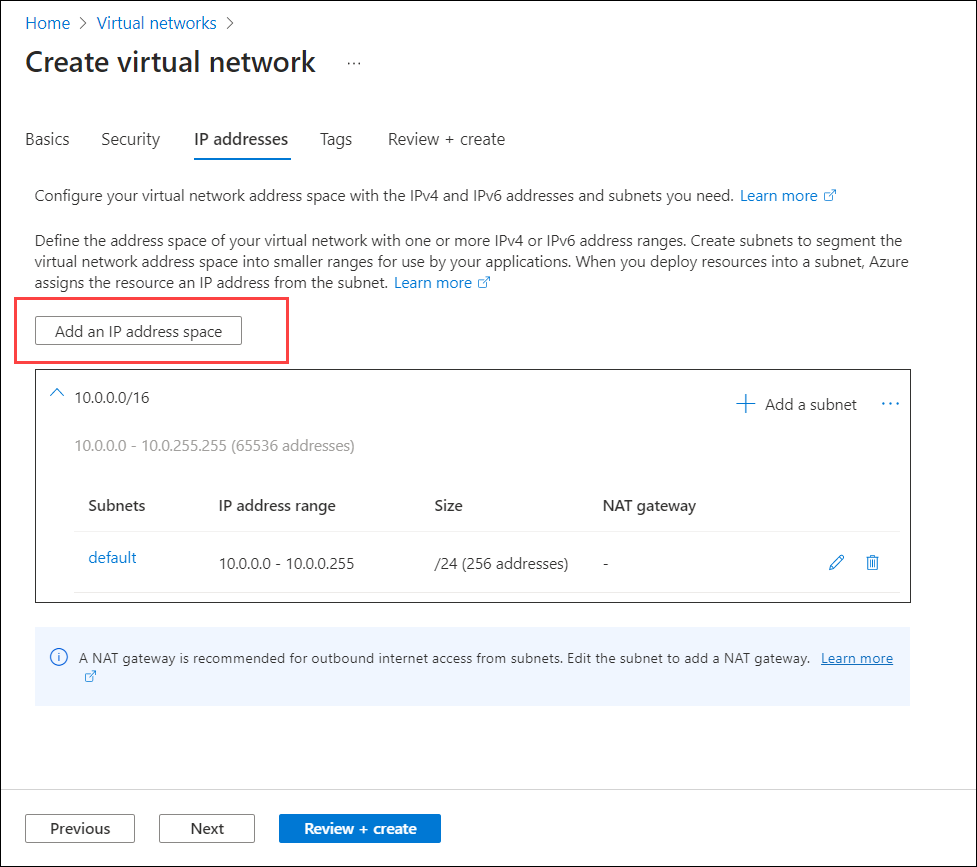 Home > Virtual networks >
Create virtual network ...
Basics Security IP addresses Tags Review + create
Configure your virtual network address space with the IPv4 and IPv6 addresses and subnets you need. Learn more
Define the address space of your virtual network with one or more IPv4 or IPv6 address ranges. Create subnets to segment the
virtual network address space into smaller ranges for use by your applications. When you deploy resources into a subnet, Azure
assigns the resource an IP address from the subnet. Learn more
Add an IP address space
10.0.0.0/16
Add a subnet ...
10.0.0.0 - 10.0.255.255 (65536 addresses)
Subnets IP address range Size NAT gateway
default 10.0.0.0 - 10.0.0.255 /24 (256 addresses) -
A NAT gateway is recommended for outbound internet access from subnets. Edit the subnet to add a NAT gateway. Learn more
Previous Next Review + create